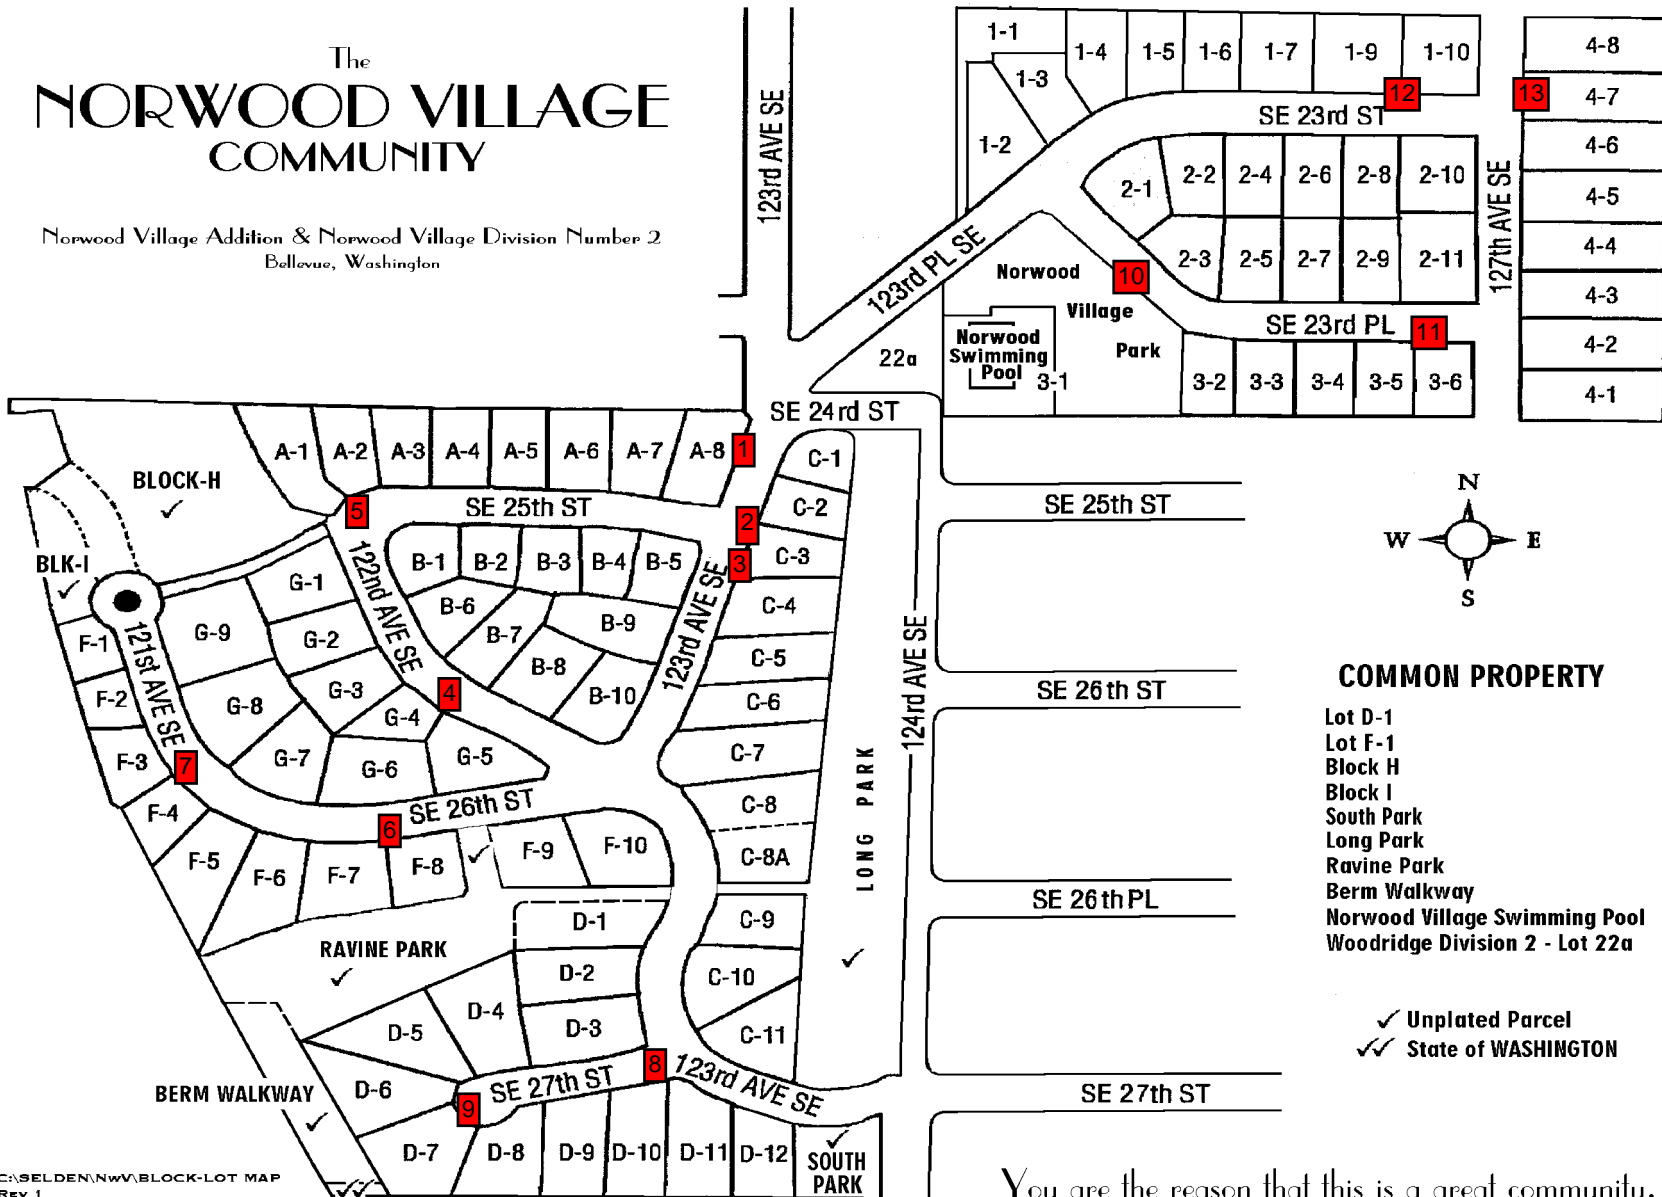 The
NORWOOD VILLAGE
COMMUNITY
Norwood Village Addition & Norwood Village Division Number 2
Bellevue, Washington
123rd AVE SE
1-1
1-2
1-3
1-4
1-5
1-6
1-7
1-9
1-10
12
13
SE 23rd ST
4-8
4-7
4-6
4-5
4-4
4-3
4-2
4-1
127th AVE SE
2-1
2-2
2-4
2-6
2-8
2-10
2-3
2-5
2-7
2-9
2-11
123rd PL SE
Norwood
Village
Park
10
SE 23rd PL
11
Norwood
Swimming
Pool
3-1
22a
3-2
3-3
3-4
3-5
3-6
SE 24rd ST
A-1
A-2
A-3
A-4
A-5
A-6
A-7
A-8
1
BLOCK-H
5
SE 25th ST
2
3
C-1
C-2
C-3
C-4
C-5
C-6
C-7
C-8
C-8A
C-9
C-10
C-11
SE 25th ST
N
W
E
S
BLK-I
122nd AVE SE
B-1
B-2
B-3
B-4
B-5
B-6
B-7
B-8
B-9
B-10
123rd AVE SE
G-1
G-2
G-3
G-4
G-5
G-6
G-7
G-8
G-9
4
121st AVE SE
F-1
F-2
F-3
F-4
F-5
F-6
F-7
F-8
F-9
F-10
7
6
SE 26th ST
LONG PARK
124rd AVE SE
SE 26th ST
SE 26th PL
SE 27th ST
COMMON PROPERTY
Lot D-1
Lot F-1
Block H
Block I
South Park
Long Park
Ravine Park
Berm Walkway
Norwood Village Swimming Pool
Woodridge Division 2 - Lot 22a
✓ Unplated Parcel
✓✓ State of WASHINGTON
RAVINE PARK
D-1
D-2
D-3
D-4
D-5
D-6
D-7
D-8
D-9
D-10
D-11
D-12
8
9
SE 27th ST
123rd AVE SE
BERM WALKWAY
SOUTH
PARK
C:\SELDEN\NWV\BLOCK-LOT MAP
REV 1
You are the reason that this is a great community.